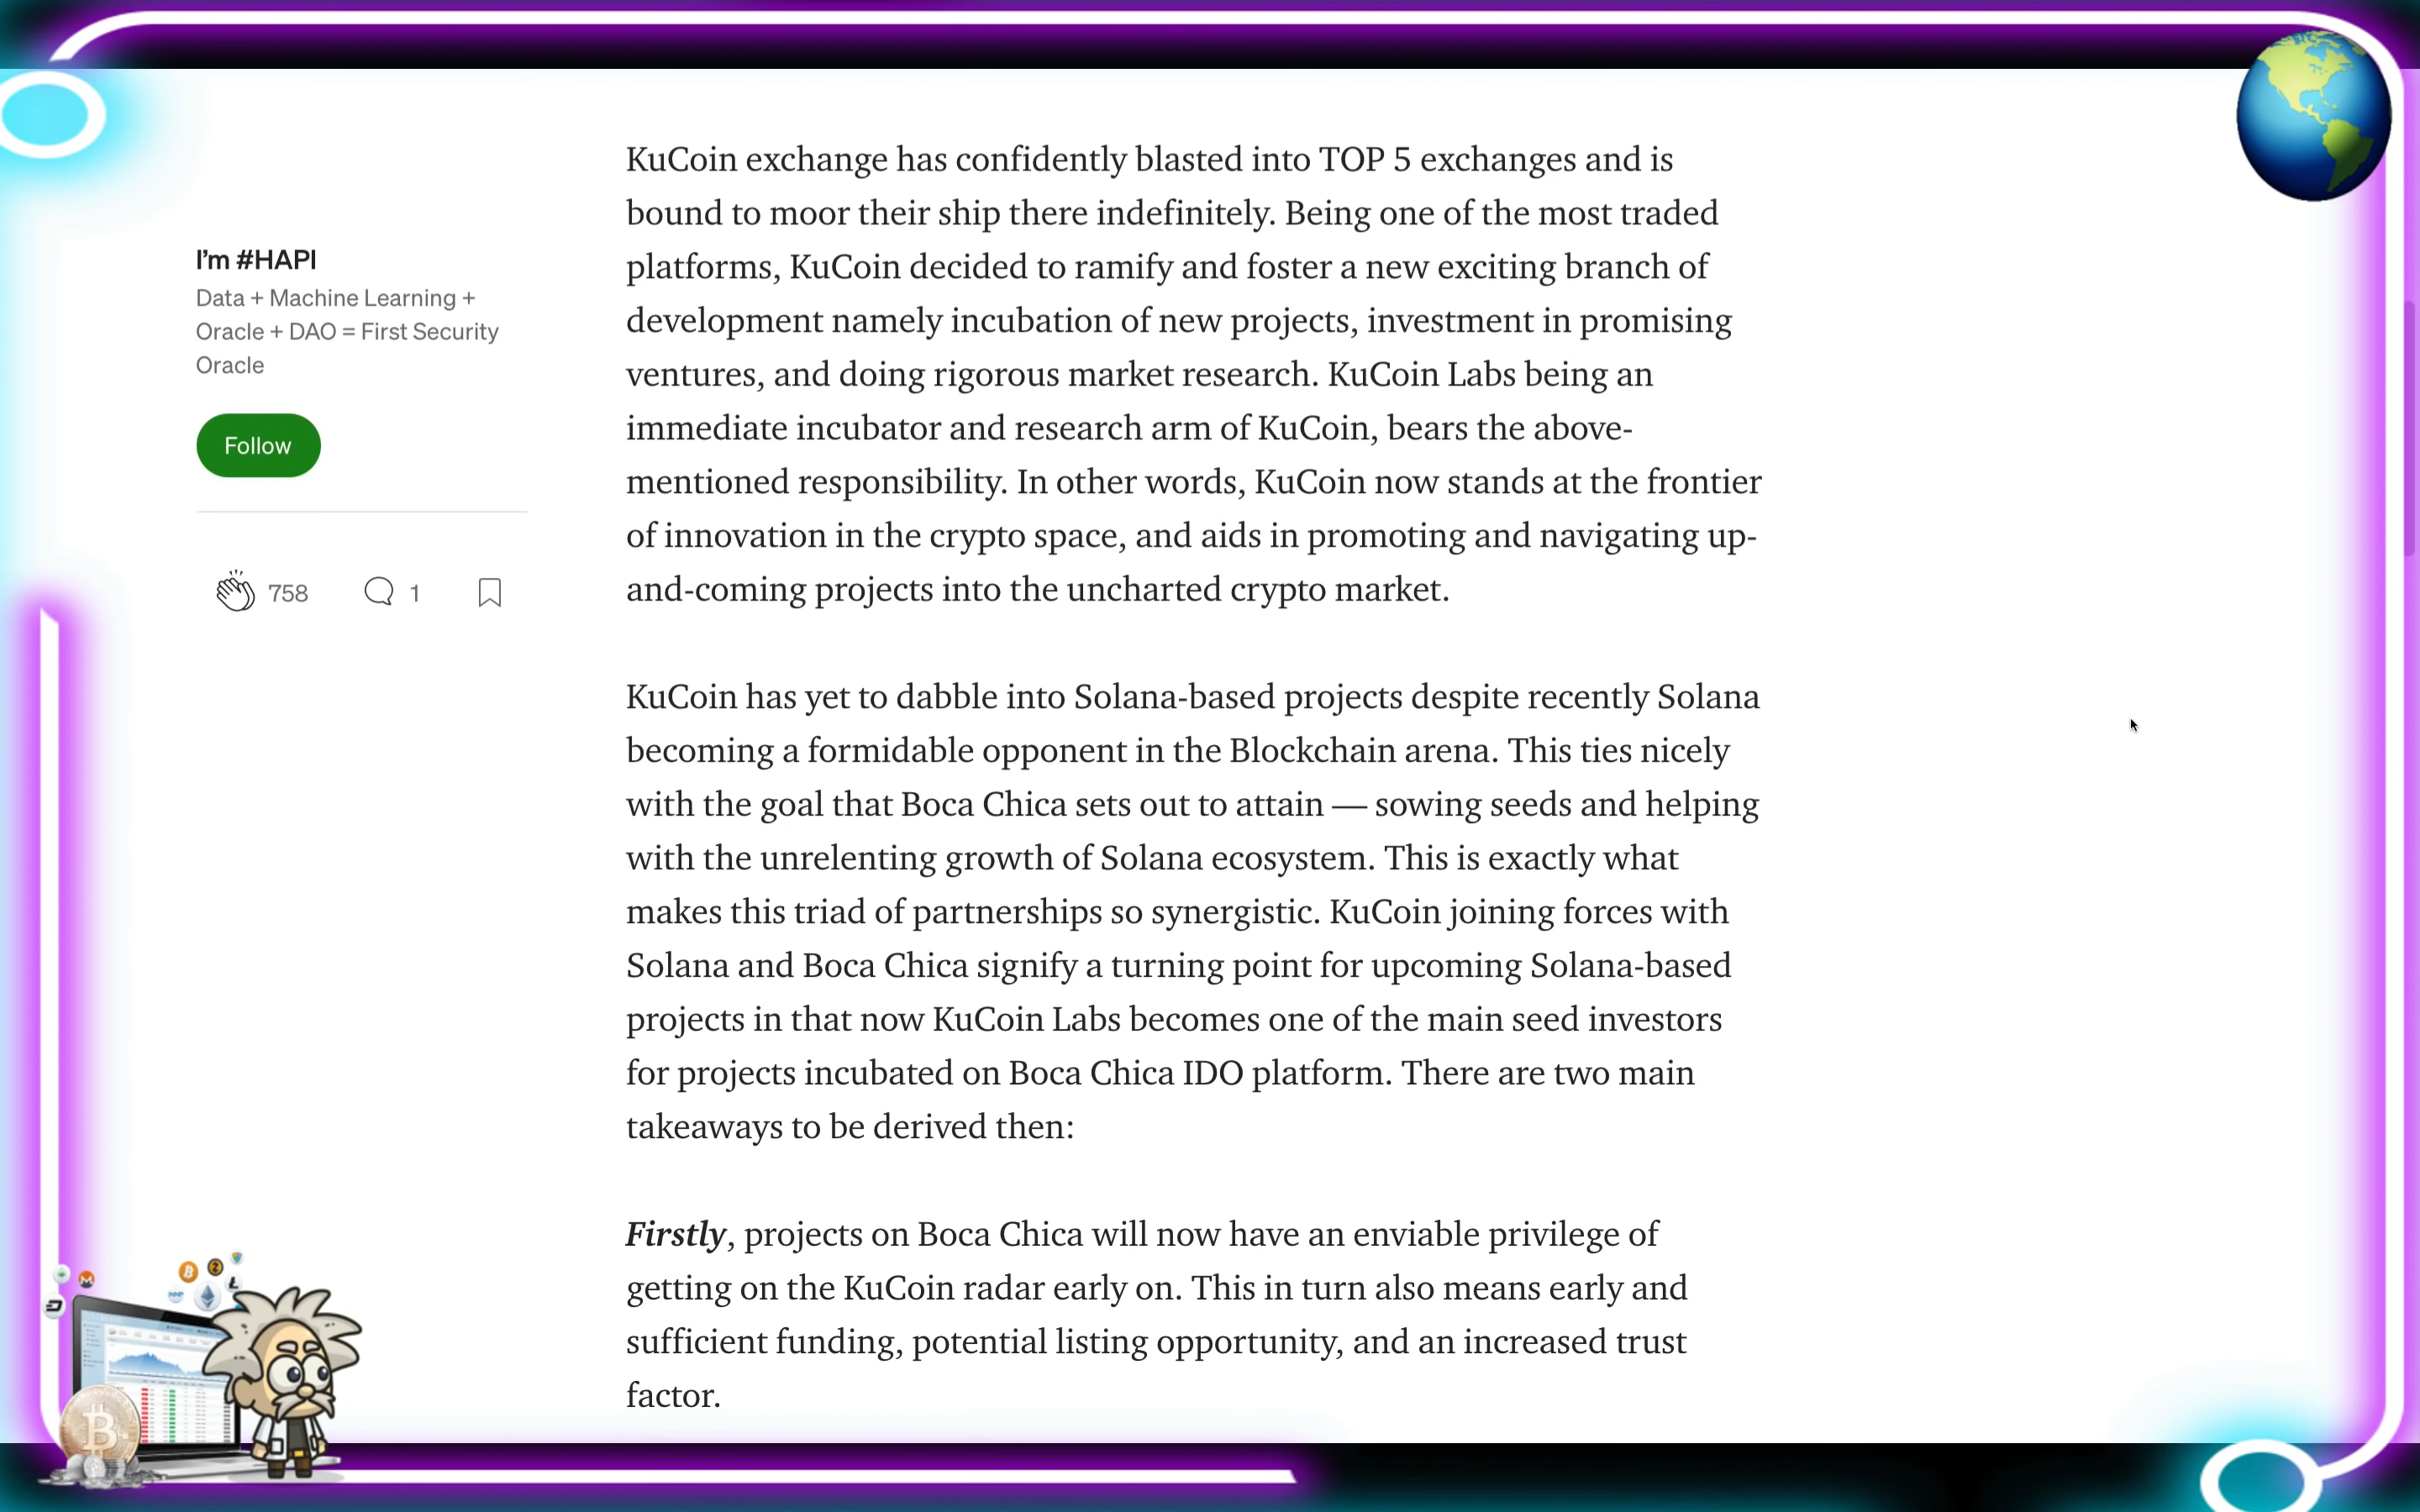 I'm #HAPI
Data + Machine Learning +
Oracle + DAO = First Security
Oracle
Follow
758
1
KuCoin exchange has confidently blasted into TOP 5 exchanges and is
bound to moor their ship there indefinitely. Being one of the most traded
platforms, KuCoin decided to ramify and foster a new exciting branch of
development namely incubation of new projects, investment in promising
ventures, and doing rigorous market research. KuCoin Labs being an
immediate incubator and research arm of KuCoin, bears the above-
mentioned responsibility. In other words, KuCoin now stands at the frontier
of innovation in the crypto space, and aids in promoting and navigating up-
and-coming projects into the uncharted crypto market.
KuCoin has yet to dabble into Solana-based projects despite recently Solana
becoming a formidable opponent in the Blockchain arena. This ties nicely
with the goal that Boca Chica sets out to attain — sowing seeds and helping
with the unrelenting growth of Solana ecosystem. This is exactly what
makes this triad of partnerships so synergistic. KuCoin joining forces with
Solana and Boca Chica signify a turning point for upcoming Solana-based
projects in that now KuCoin Labs becomes one of the main seed investors
for projects incubated on Boca Chica IDO platform. There are two main
takeaways to be derived then:
Firstly, projects on Boca Chica will now have an enviable privilege of
getting on the KuCoin radar early on. This in turn also means early and
sufficient funding, potential listing opportunity, and an increased trust
factor.